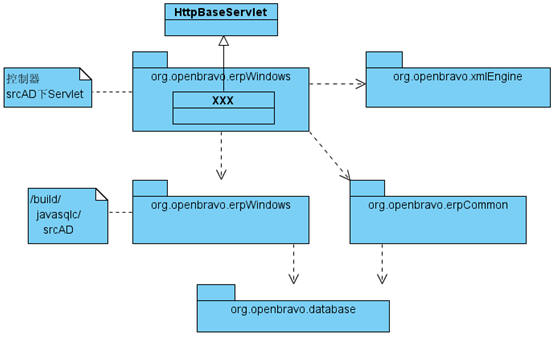 HttpBaseServlet
控制器
srcAD下Servlet
org.openbravo.erpWindows
XXX
org.openbravo.xmlEngine
/build/
javasqlc/
srcAD
org.openbravo.erpWindows
org.openbravo.erpCommon
org.openbravo.database